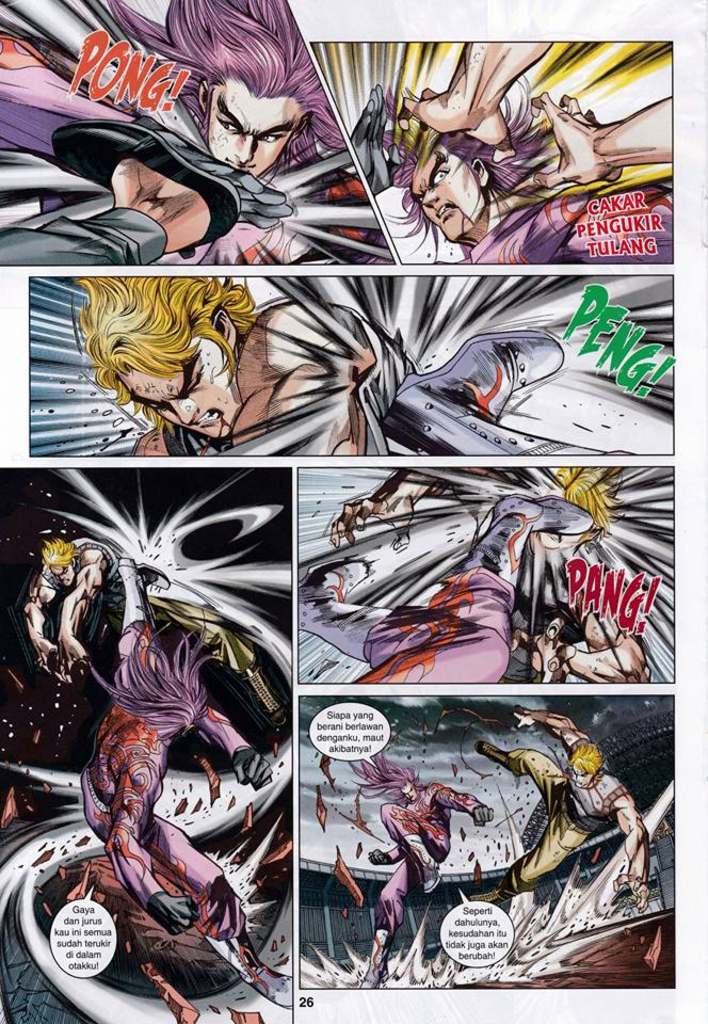 PONG!
CAKAR
PENGUKIR
TULANG
PENG!
Gaya
dan jurus
kau ini semua
sudah terukir
di dalam
otakku!
PANG!
Siapa yang
berani berlawan
denganku, maut
akibatnya!
Seperti
dahulunya,
kesudahan itu
tidak juga akan
berubah!
26